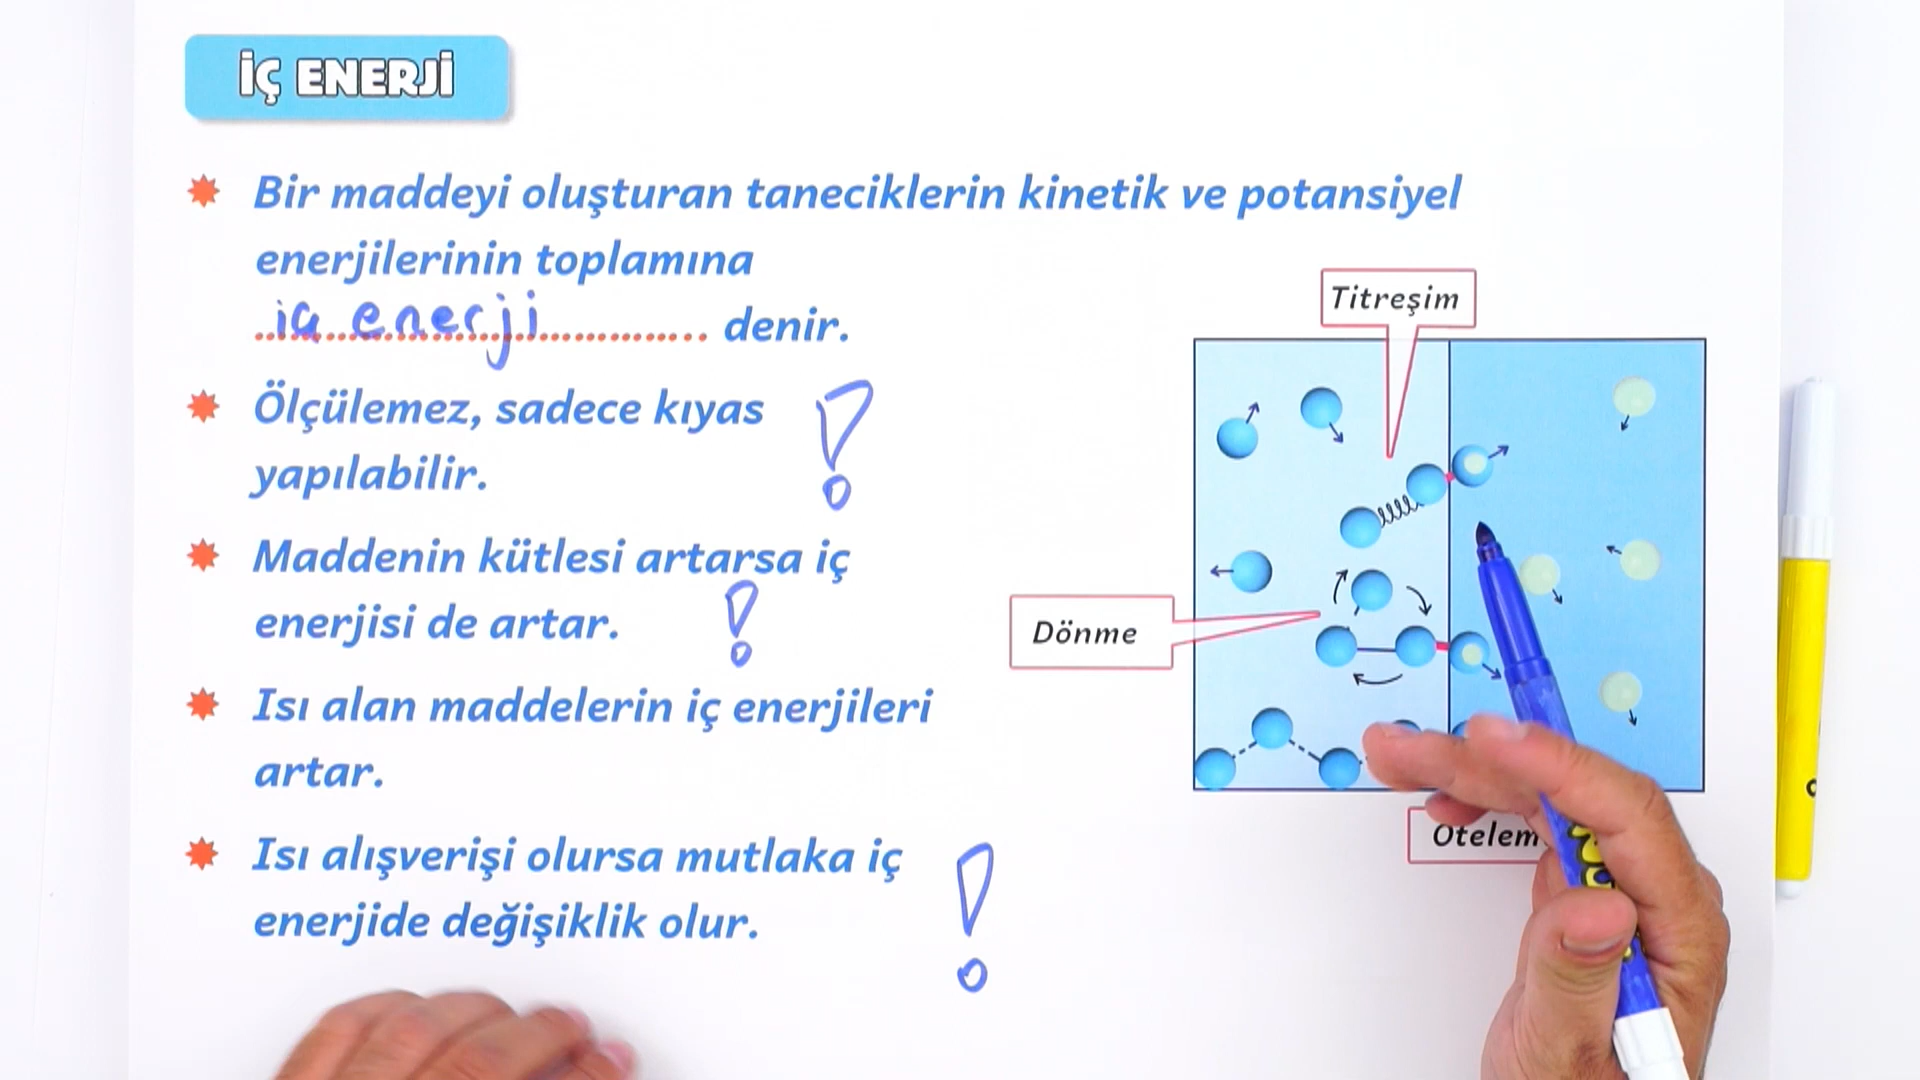 İÇ ENERJİ
Bir maddeyi oluşturan taneciklerin kinetik ve potansiyel
enerjilerinin toplamına
iç enerji denir.
Ölçülemez, sadece kıyas
yapılabilir.
Maddenin kütlesi artarsa iç
enerjisi de artar.
Isı alan maddelerin iç enerjileri
artar.
Isı alışverişi olursa mutlaka iç
enerjide değişiklik olur.
Titreşim
Dönme